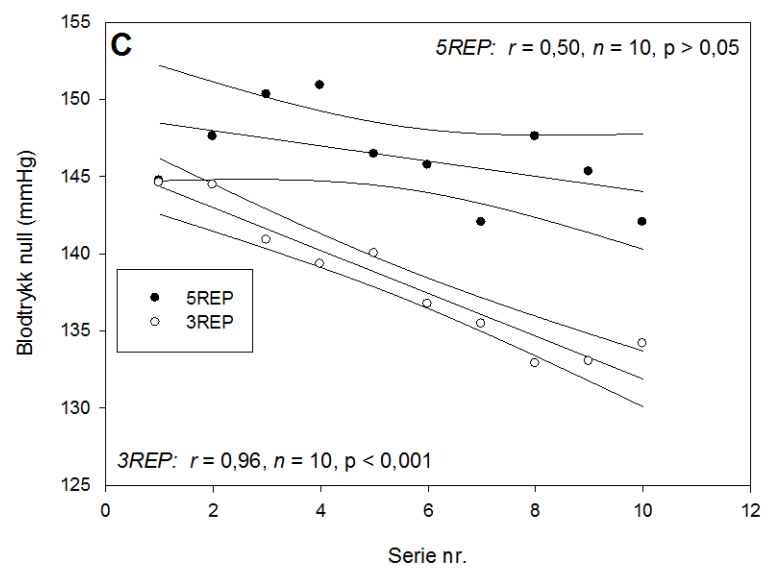 C
5REP: r = 0,50, n = 10, p > 0,05
155
150
145
140
135
130
125
Blodtrykk null (mmHg)
5REP
3REP
3REP: r = 0,96, n = 10, p < 0,001
0 2 4 6 8 10 12
Serie nr.